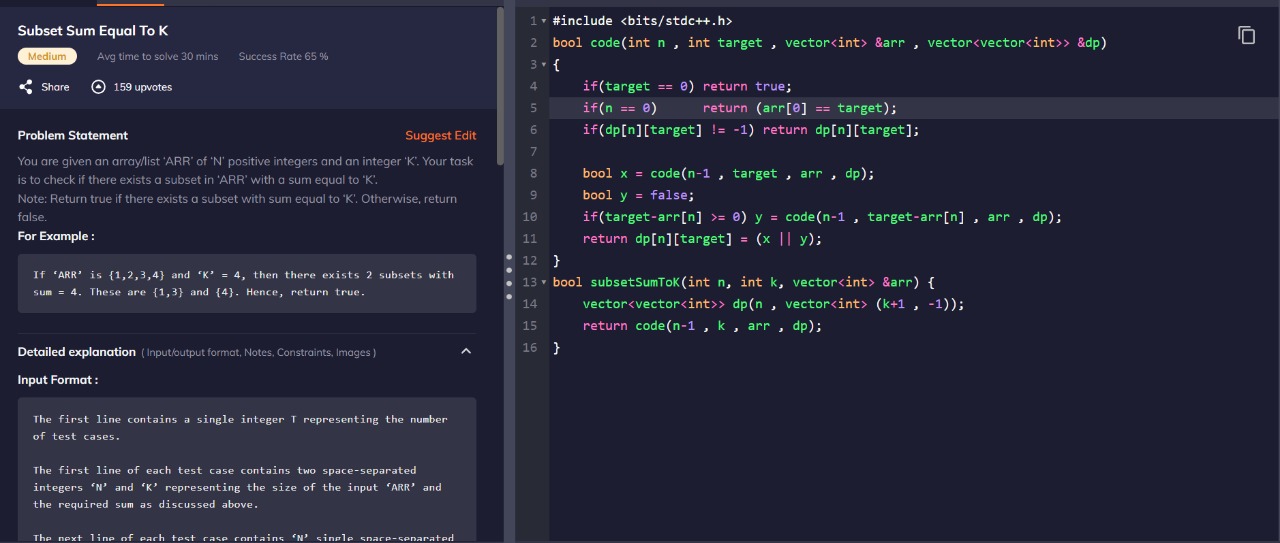 Subset Sum Equal To K
Medium Avg time to solve 30 mins Success Rate 65 %
Share 159 upvotes
Problem Statement Suggest Edit
You are given an array/list ‘ARR’ of ‘N’ positive integers and an integer ‘K’. Your task
is to check if there exists a subset in ‘ARR’ with a sum equal to ‘K’.
Note: Return true if there exists a subset with sum equal to ‘K’. Otherwise, return
false.
For Example :
If ‘ARR’ is {1,2,3,4} and ‘K’ = 4, then there exists 2 subsets with
sum = 4. These are {1,3} and {4}. Hence, return true.
Detailed explanation ( Input/output format, Notes, Constraints, Images )
Input Format :
The first line contains a single integer T representing the number
of test cases.
The first line of each test case contains two space-separated
integers ‘N’ and ‘K’ representing the size of the input ‘ARR’ and
the required sum as discussed above.
The next line of each test case contains ‘N’ single space-separated
1 #include <bits/stdc++.h>
2 bool code(int n , int target , vector<int> &arr , vector<vector<int>> &dp)
3 {
4 if(target == 0) return true;
5 if(n == 0) return (arr[0] == target);
6 if(dp[n][target] != -1) return dp[n][target];
7
8 bool x = code(n-1 , target , arr , dp);
9 bool y = false;
10 if(target-arr[n] >= 0) y = code(n-1 , target-arr[n] , arr , dp);
11 return dp[n][target] = (x || y);
12 }
13 bool subsetSumToK(int n, int k, vector<int> &arr) {
14 vector<vector<int>> dp(n , vector<int> (k+1 , -1));
15 return code(n-1 , k , arr , dp);
16 }